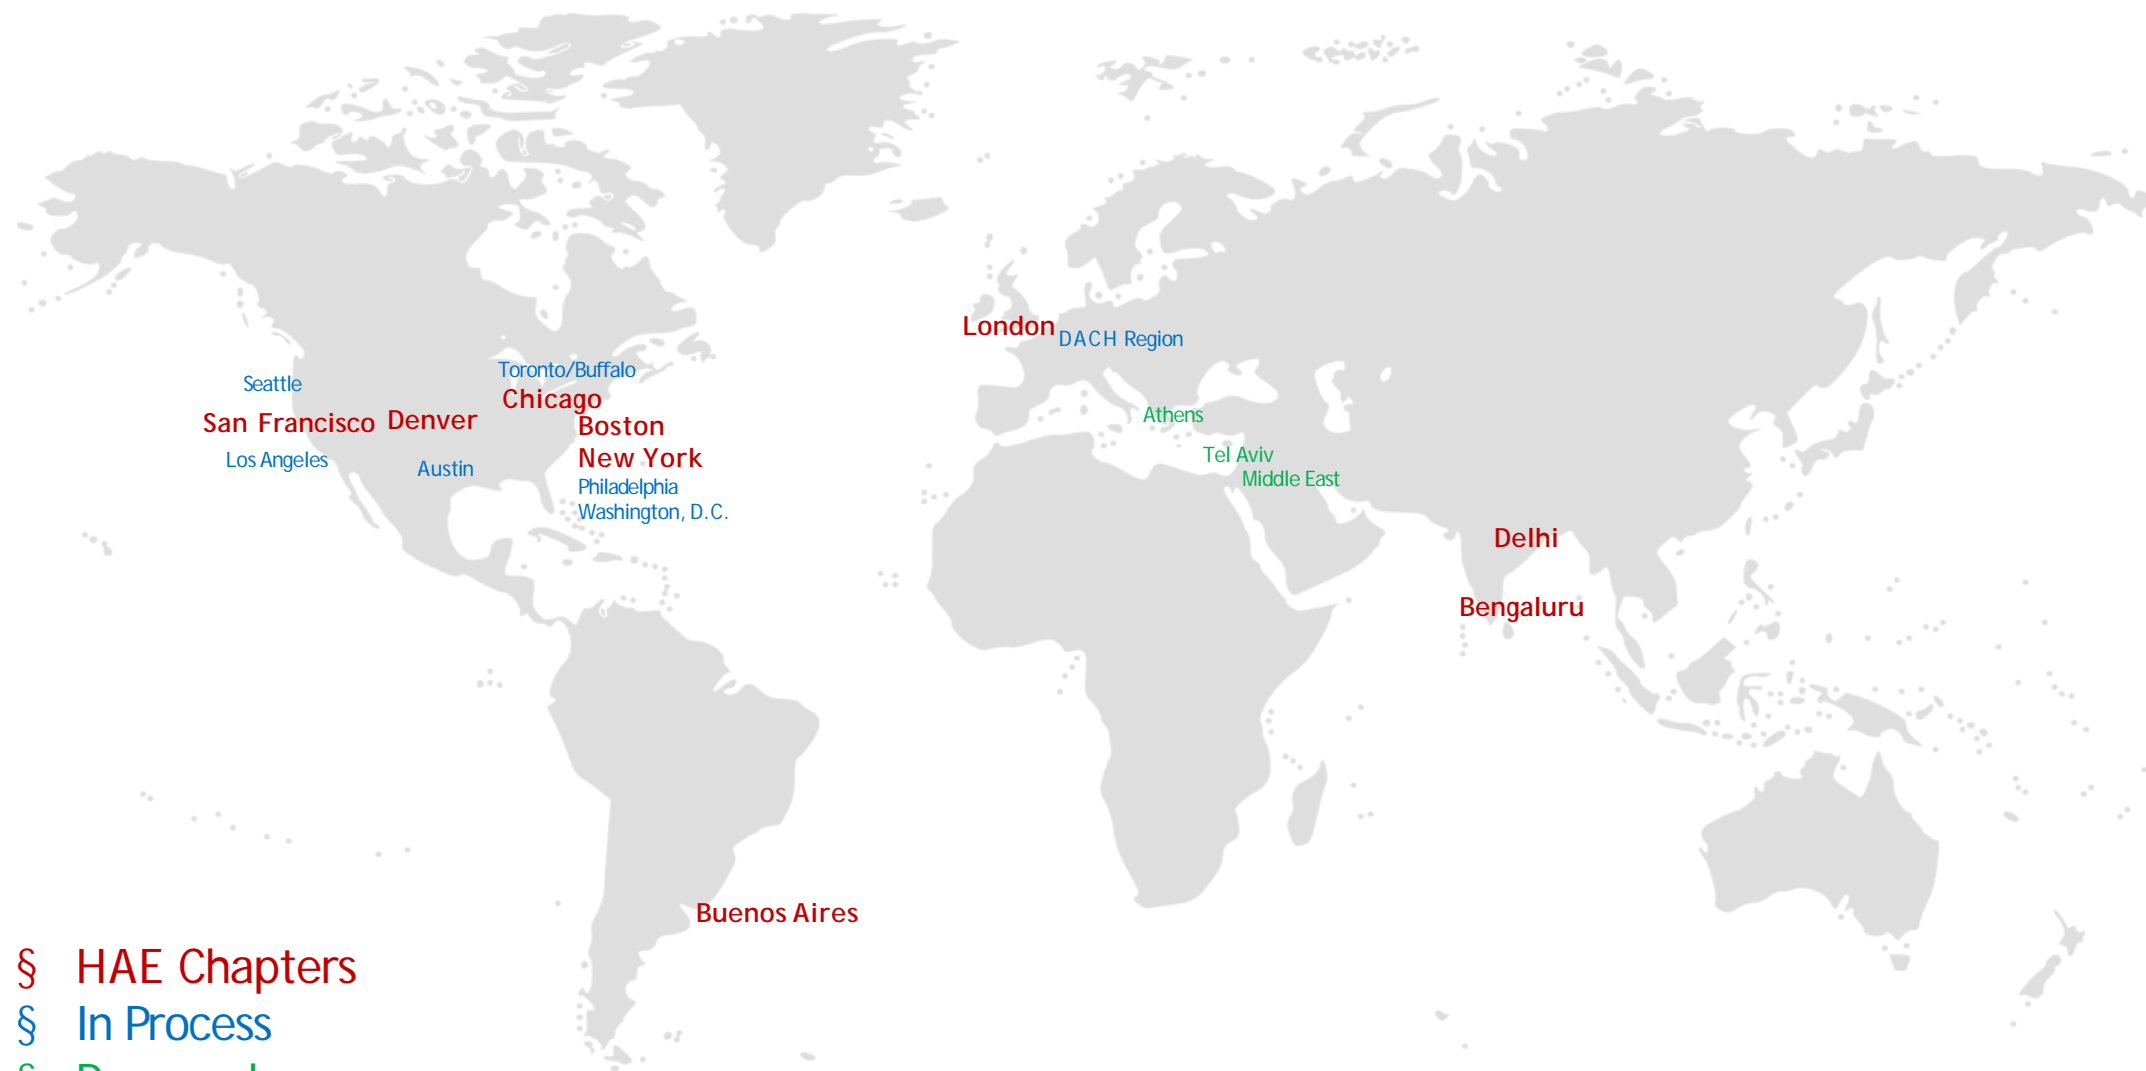 London
DACH Region
Toronto/Buffalo
Seattle
Chicago
San Francisco
Denver
Athens
Boston
Los Angeles
Austin
New York
Tel Aviv
Middle East
Philadelphia
Washington, D.C.
Delhi
Bengaluru
Buenos Aires
§ HAE Chapters
§ In Process